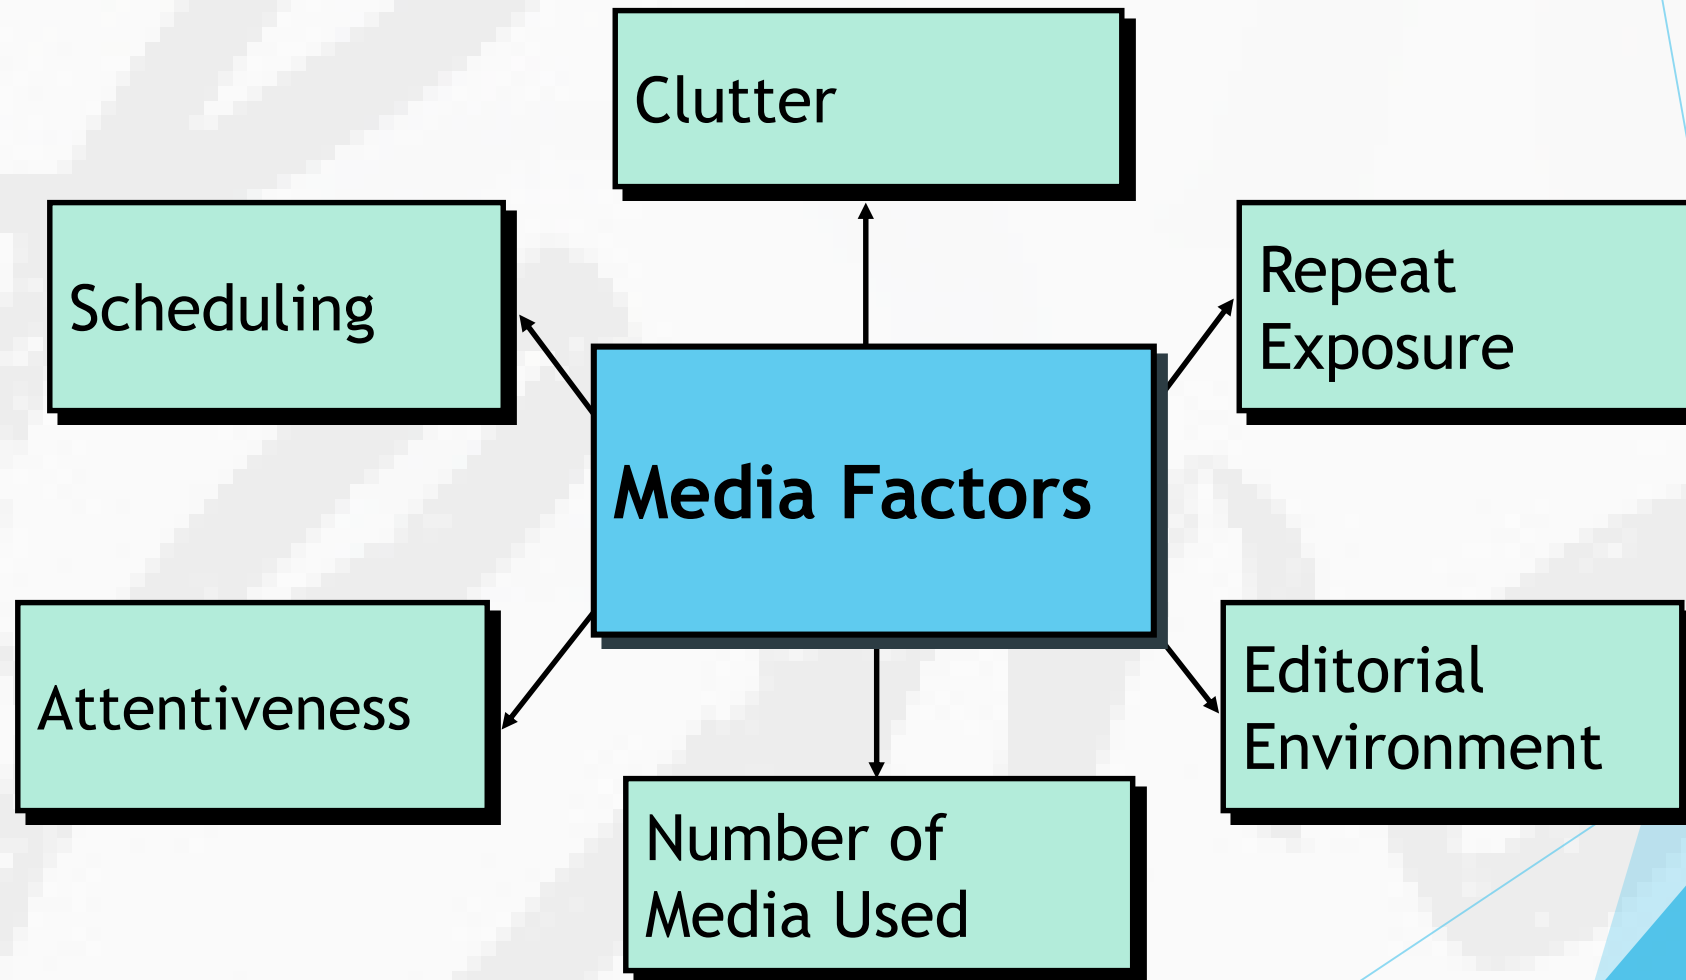 Clutter
Scheduling
Repeat
Exposure
Media Factors
Attentiveness
Editorial
Environment
Number of
Media Used